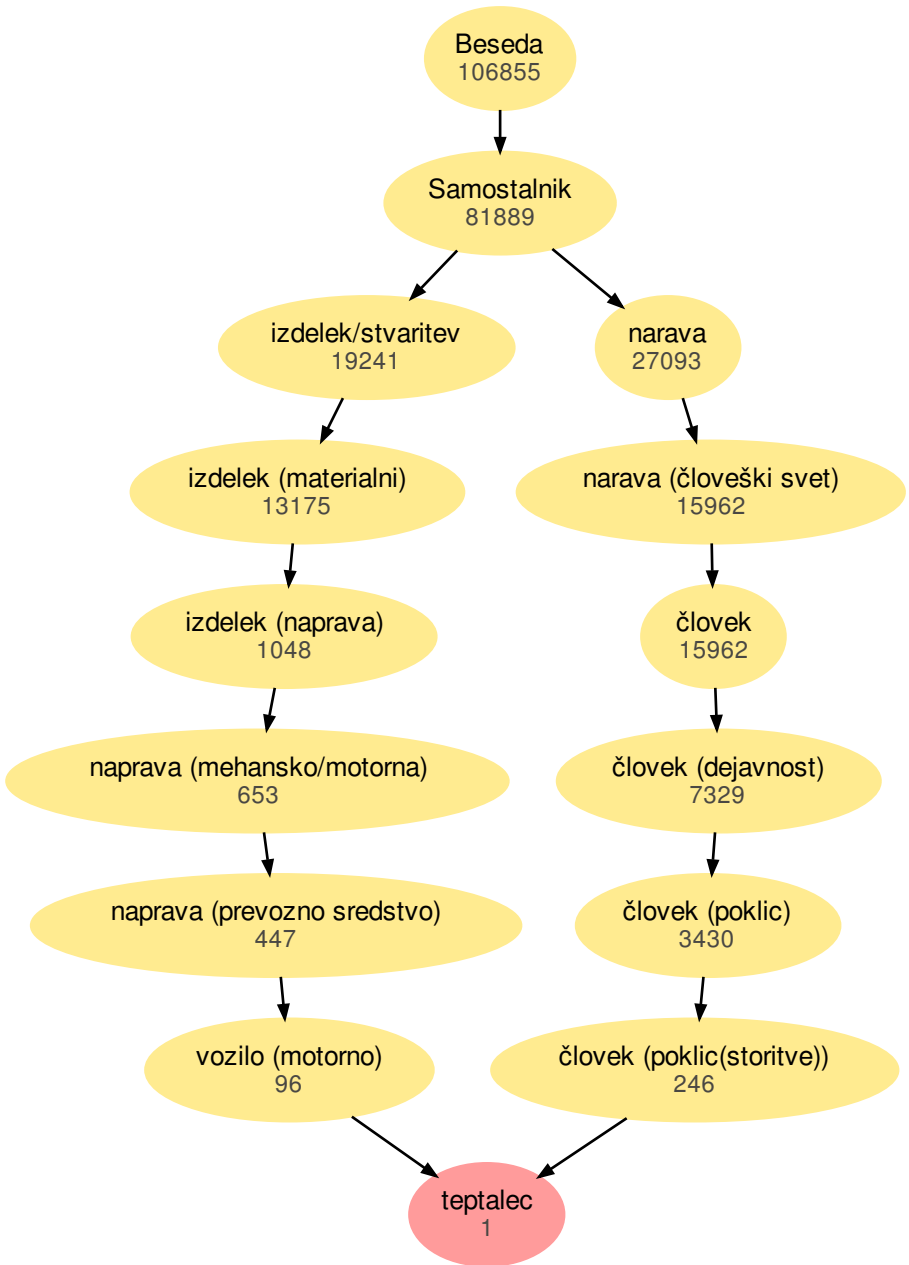 Beseda
106855
Samostalnik
81889
izdelek/stvaritev
19241
narava
27093
izdelek (materialni)
13175
narava (človeški svet)
15962
izdelek (naprava)
1048
človek
15962
naprava (mehansko/motorna)
653
človek (dejavnost)
7329
naprava (prevozno sredstvo)
447
človek (poklic)
3430
vozilo (motorno)
96
človek (poklic(storitve))
246
teptalec
1